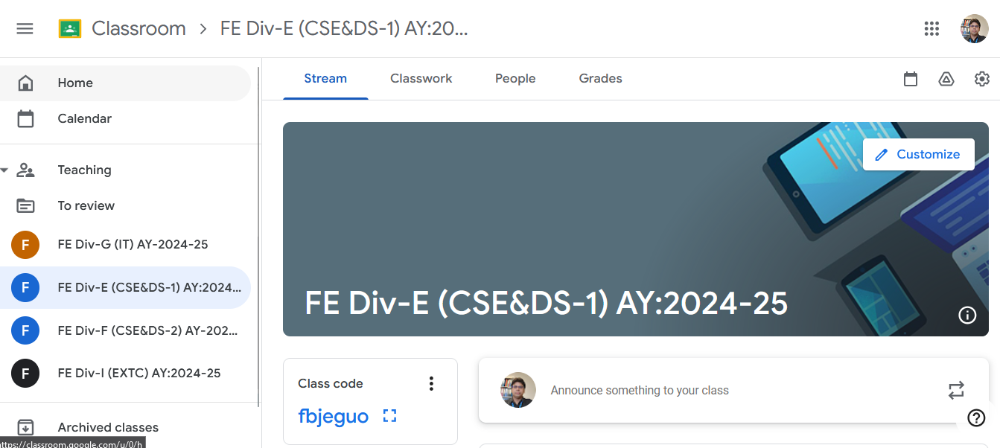 Classroom > FE Div-E (CSE&DS-1) AY:20...
Home
Calendar
Teaching
To review
F FE Div-G (IT) AY-2024-25
F FE Div-E (CSE&DS-1) AY:2024...
F FE Div-F (CSE&DS-2) AY-202...
F FE Div-I (EXTC) AY:2024-25
Archived classes
https://classroom.google.com/u/0/h
Stream Classwork People Grades
Customize
FE Div-E (CSE&DS-1) AY:2024-25
Class code
fbjeguo
Announce something to your class